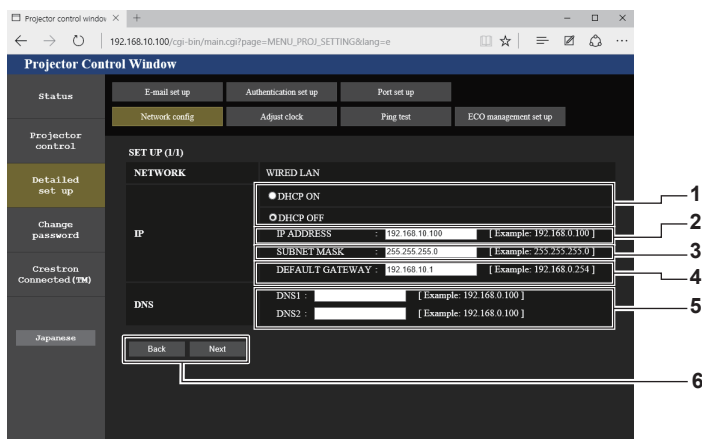 Projector control window
192.168.10.100/cgi-bin/main.cgi?page=MENU_PROJ_SETTING&lang=e
Projector Control Window
Status
Projector
control
Detailed
set up
Change
password
Crestron
Connected(TM)
Japanese
E-mail set up Authentication set up Port set up
Network config Adjust clock Ping test ECO management set up
SET UP (1/1)
NETWORK WIRED LAN
IP
DHCP ON
DHCP OFF
IP ADDRESS : 192.168.10.100 [ Example: 192.168.0.100 ]
SUBNET MASK : 255.255.255.0 [ Example: 255.255.255.0 ]
DEFAULT GATEWAY : 192.168.10.1 [ Example: 192.168.0.254 ]
DNS
DNS1 : [ Example: 192.168.0.100 ]
DNS2 : [ Example: 192.168.0.100 ]
Back Next
1
2
3
4
5
6